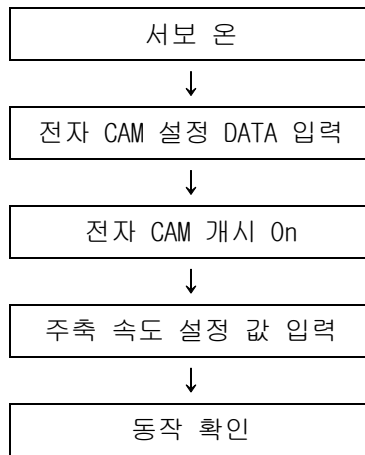 서보 온
전자 CAM 설정 DATA 입력
전자 CAM 개시 On
주축 속도 설정 값 입력
동작 확인